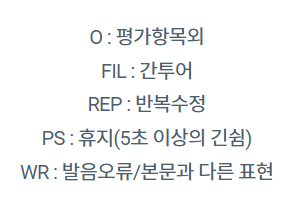 O : 평가항목외
FIL : 간투어
REP : 반복수정
PS : 휴지(5초 이상의 긴쉼)
WR : 발음오류/본문과 다른 표현